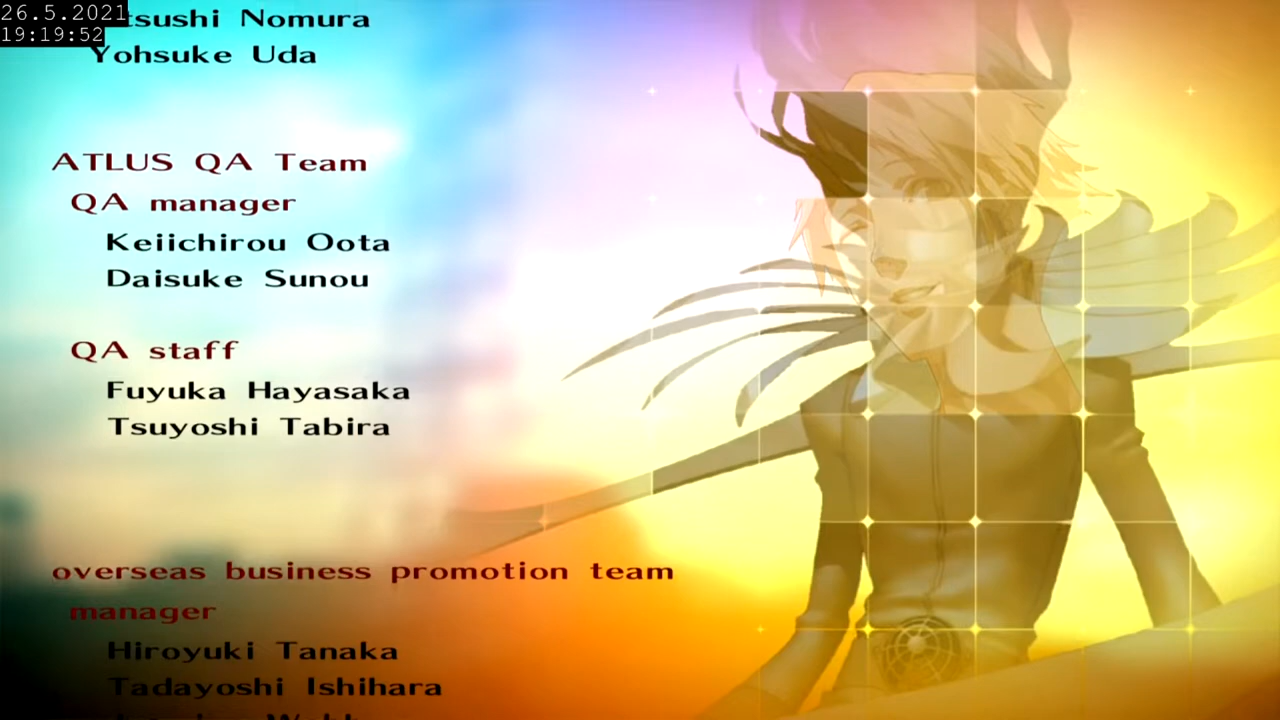 26.5.2021
19:19:52
Nomura
Yohsuke Uda
ATLUS QA Team
QA manager
Keiichirou Oota
Daisuke Sunou
QA staff
Fuyuka Hayasaka
Tsuyoshi Tabira
overseas business promotion team
manager
Hiroyuki Tanaka
Tadayoshi Ishihara